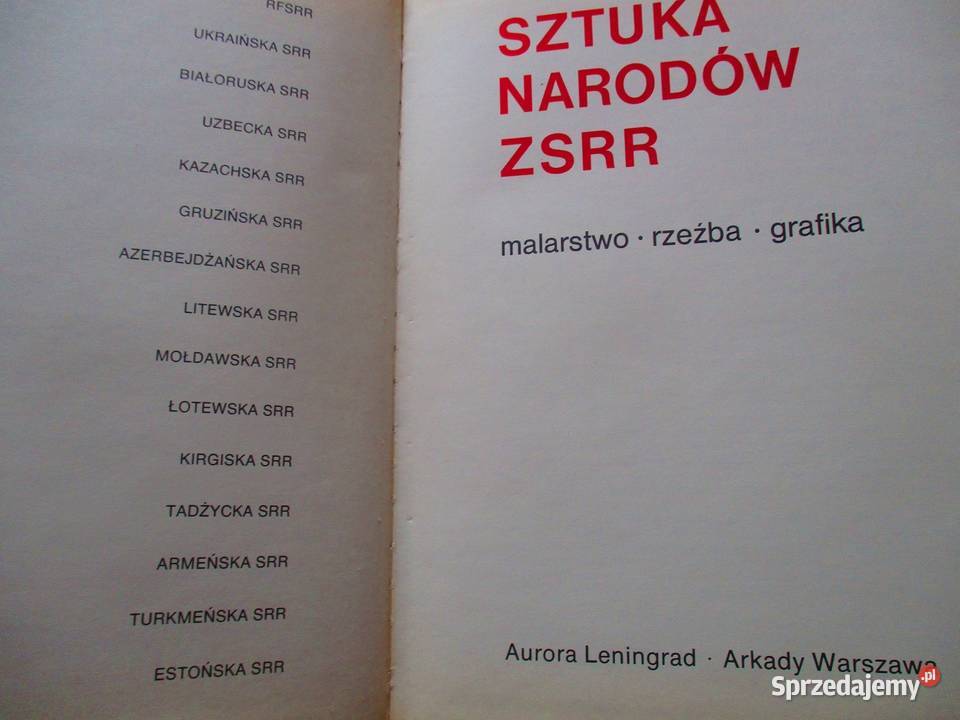 RFSRR
UKRAIŃSKA SRR
BIAŁORUSKA SRR
UZBECKA SRR
KAZACHSKA SRR
GRUZIŃSKA SRR
AZERBEJDŻAŃSKA SRR
LITEWSKA SRR
MOŁDAWSKA SRR
ŁOTEWSKA SRR
KIRGISKA SRR
TADŻYCKA SRR
ARMEŃSKA SRR
TURKMEŃSKA SRR
ESTOŃSKA SRR
SZTUKA
NARODÓW
ZSRR
malarstwo · rzeźba · grafika
Aurora Leningrad · Arkady Warszawa
Sprzedajemy.pl